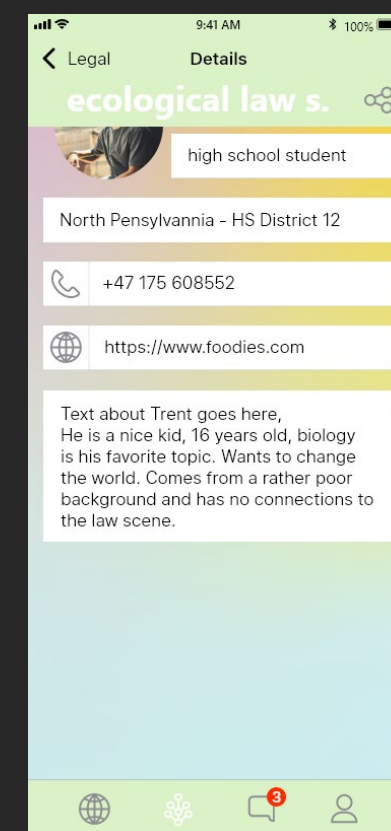 9:41 AM
100%
Legal
Details
ecological law s.
high school student
North Pensylvannia - HS District 12
+47 175 608552
https://www.foodies.com
Text about Trent goes here,
He is a nice kid, 16 years old, biology
is his favorite topic. Wants to change
the world. Comes from a rather poor
background and has no connections to
the law scene.
3